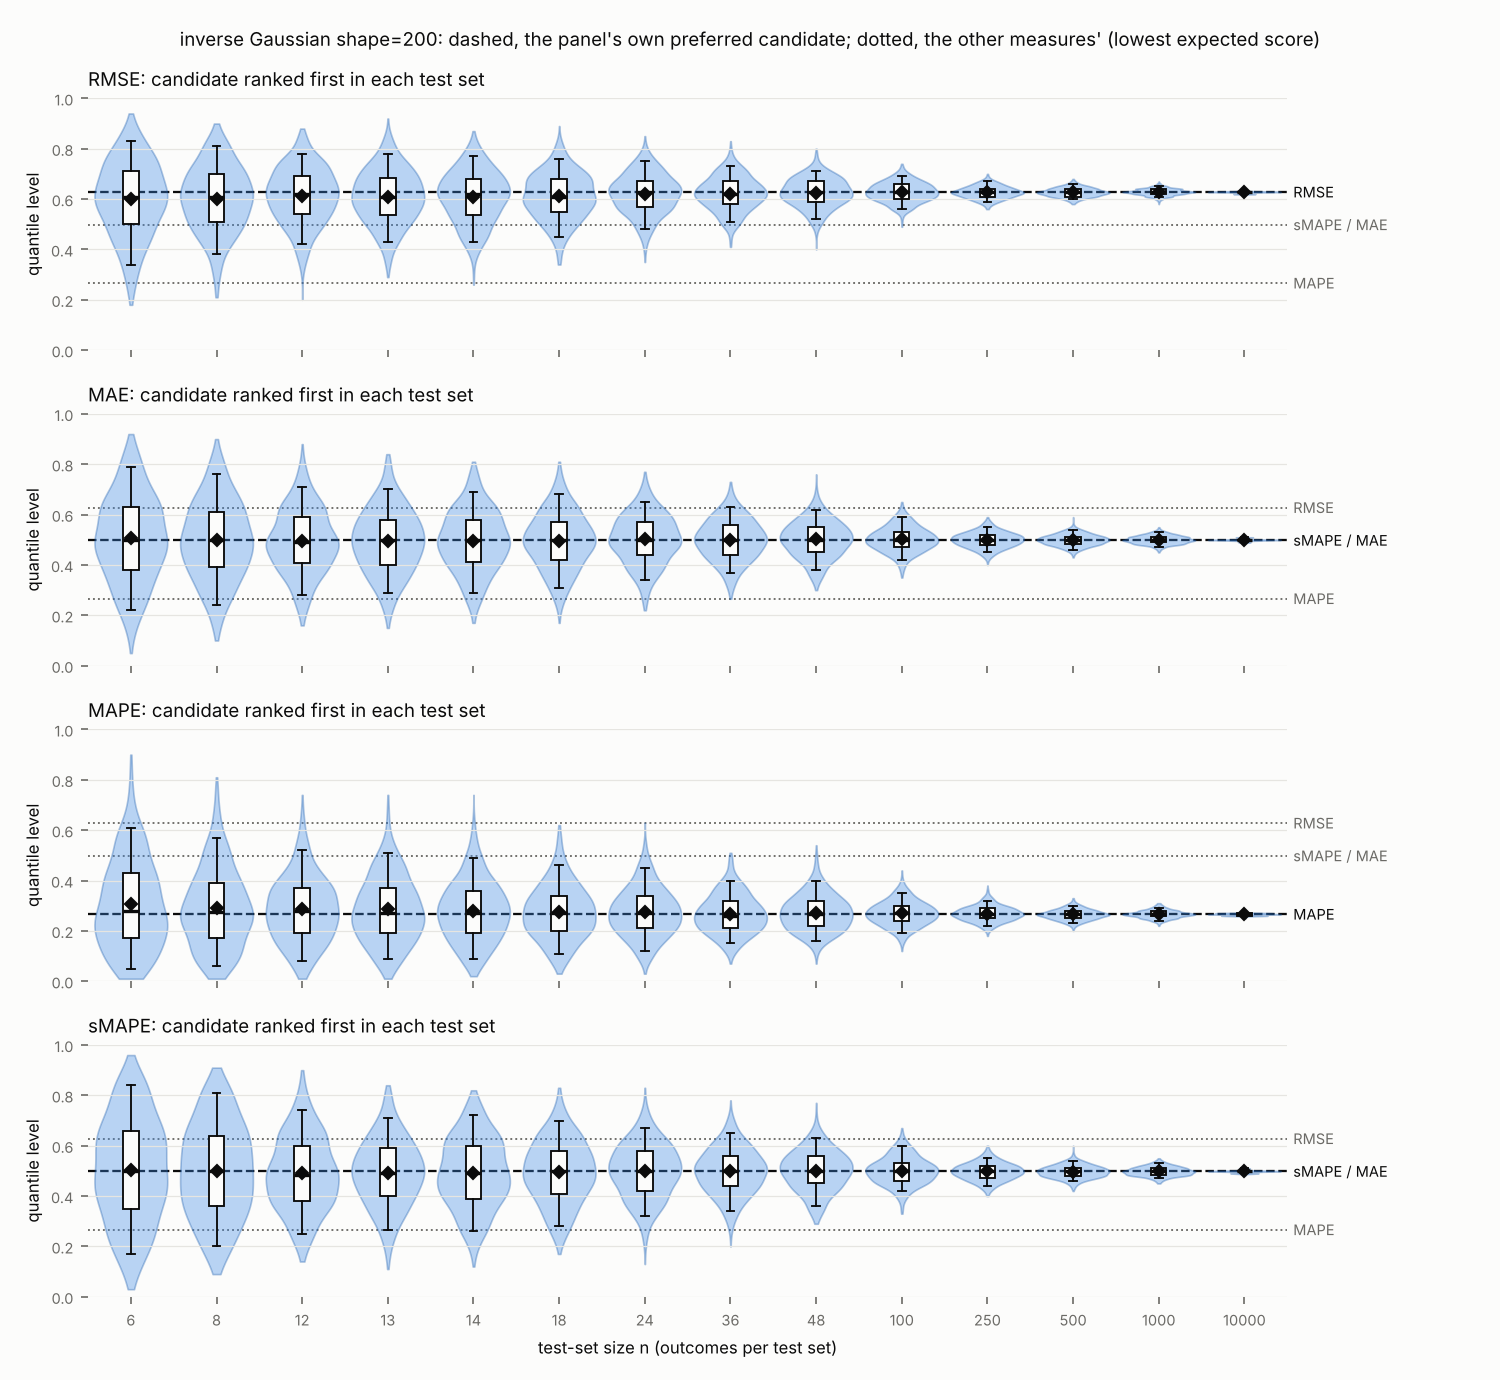 inverse Gaussian shape=200: dashed, the panel's own preferred candidate; dotted, the other measures' (lowest expected score)
RMSE: candidate ranked first in each test set
quantile level
1.0
0.8
0.6
0.4
0.2
0.0
RMSE
sMAPE / MAE
MAPE
MAE: candidate ranked first in each test set
quantile level
1.0
0.8
0.6
0.4
0.2
0.0
RMSE
sMAPE / MAE
MAPE
MAPE: candidate ranked first in each test set
quantile level
1.0
0.8
0.6
0.4
0.2
0.0
RMSE
sMAPE / MAE
MAPE
sMAPE: candidate ranked first in each test set
quantile level
1.0
0.8
0.6
0.4
0.2
0.0
RMSE
sMAPE / MAE
MAPE
6 8 12 13 14 18 24 36 48 100 250 500 1000 10000
test-set size n (outcomes per test set)